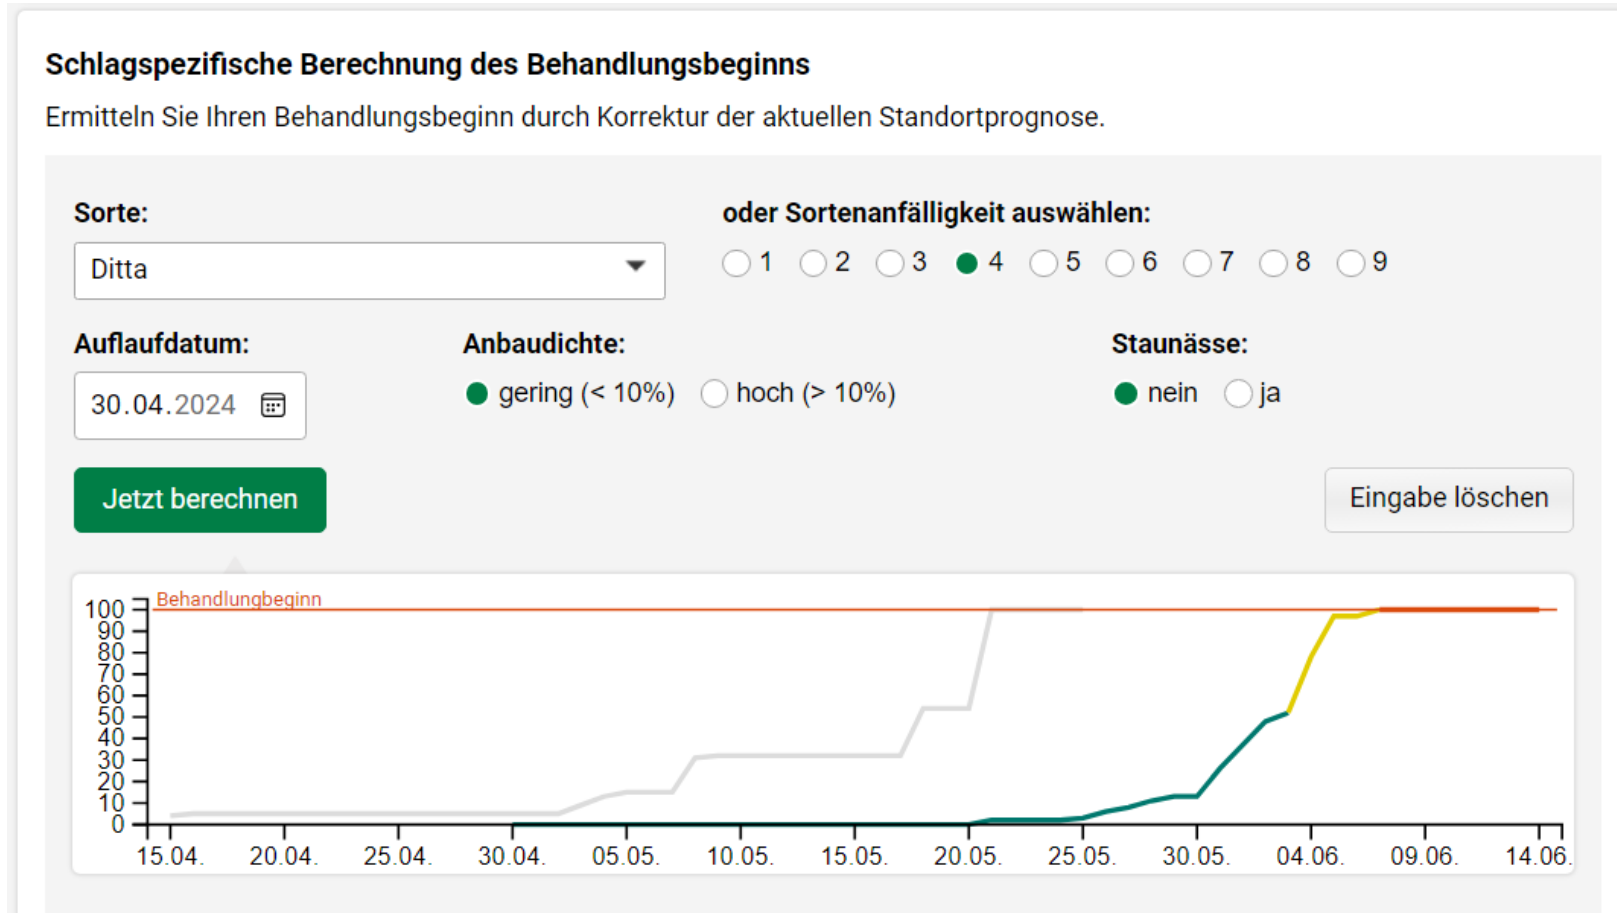 Schlagspezifische Berechnung des Behandlungsbeginns
Ermitteln Sie Ihren Behandlungsbeginn durch Korrektur der aktuellen Standortprognose.
Sorte:
oder Sortenanfälligkeit auswählen:
Ditta
1 2 3 4 5 6 7 8 9
Auflaufdatum:
Anbaudichte:
Staunässe:
30.04.2024
gering (< 10%) hoch (> 10%)
nein ja
Jetzt berechnen
Eingabe löschen
Behandlungbeginn
100
90
80
70
60
50
40
30
20
10
0
15.04. 20.04. 25.04. 30.04. 05.05. 10.05. 15.05. 20.05. 25.05. 30.05. 04.06. 09.06. 14.06.